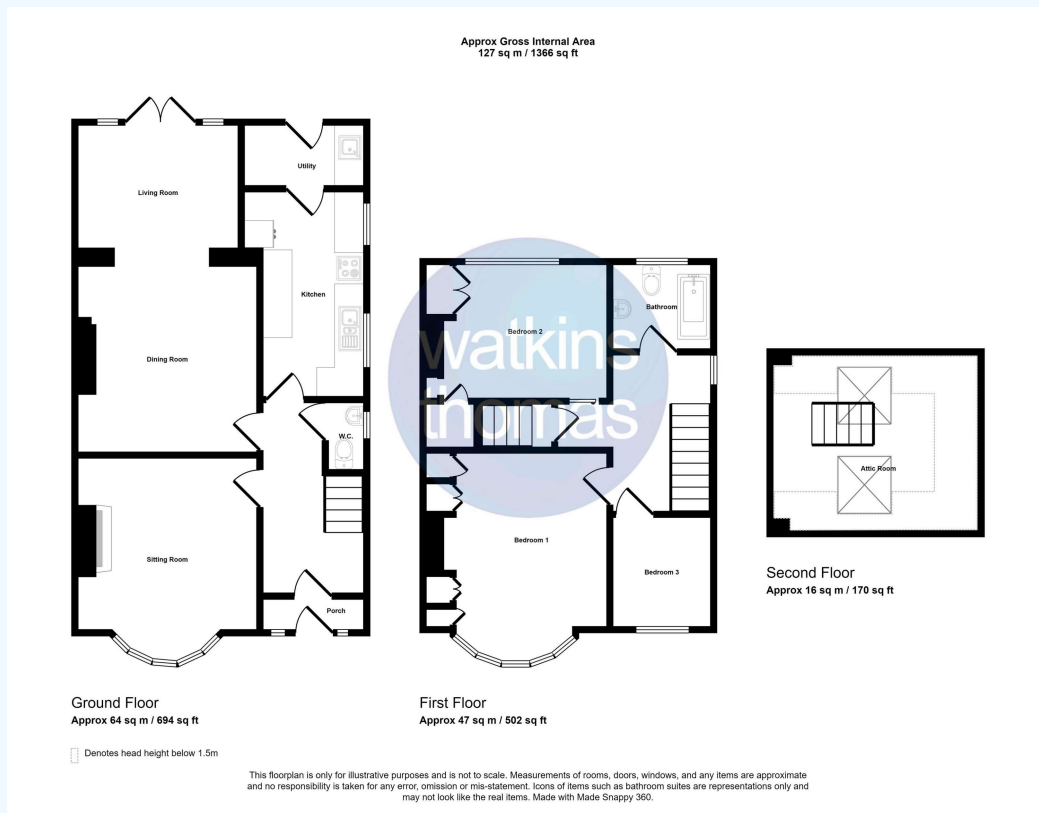 Approx Gross Internal Area
127 sq m / 1366 sq ft
Utility
Living Room
Kitchen
Dining Room
W.C.
Sitting Room
Porch
Ground Floor
Approx 64 sq m / 694 sq ft
Denotes head height below 1.5m
Bathroom
Bedroom 2
watkins
thomas
Bedroom 1
Bedroom 3
First Floor
Approx 47 sq m / 502 sq ft
Attic Room
Second Floor
Approx 16 sq m / 170 sq ft
This floorplan is only for illustrative purposes and is not to scale. Measurements of rooms, doors, windows, and any items are approximate
and no responsibility is taken for any error, omission or mis-statement. Icons of items such as bathroom suites are representations only and
may not look like the real items. Made with Made Snappy 360.